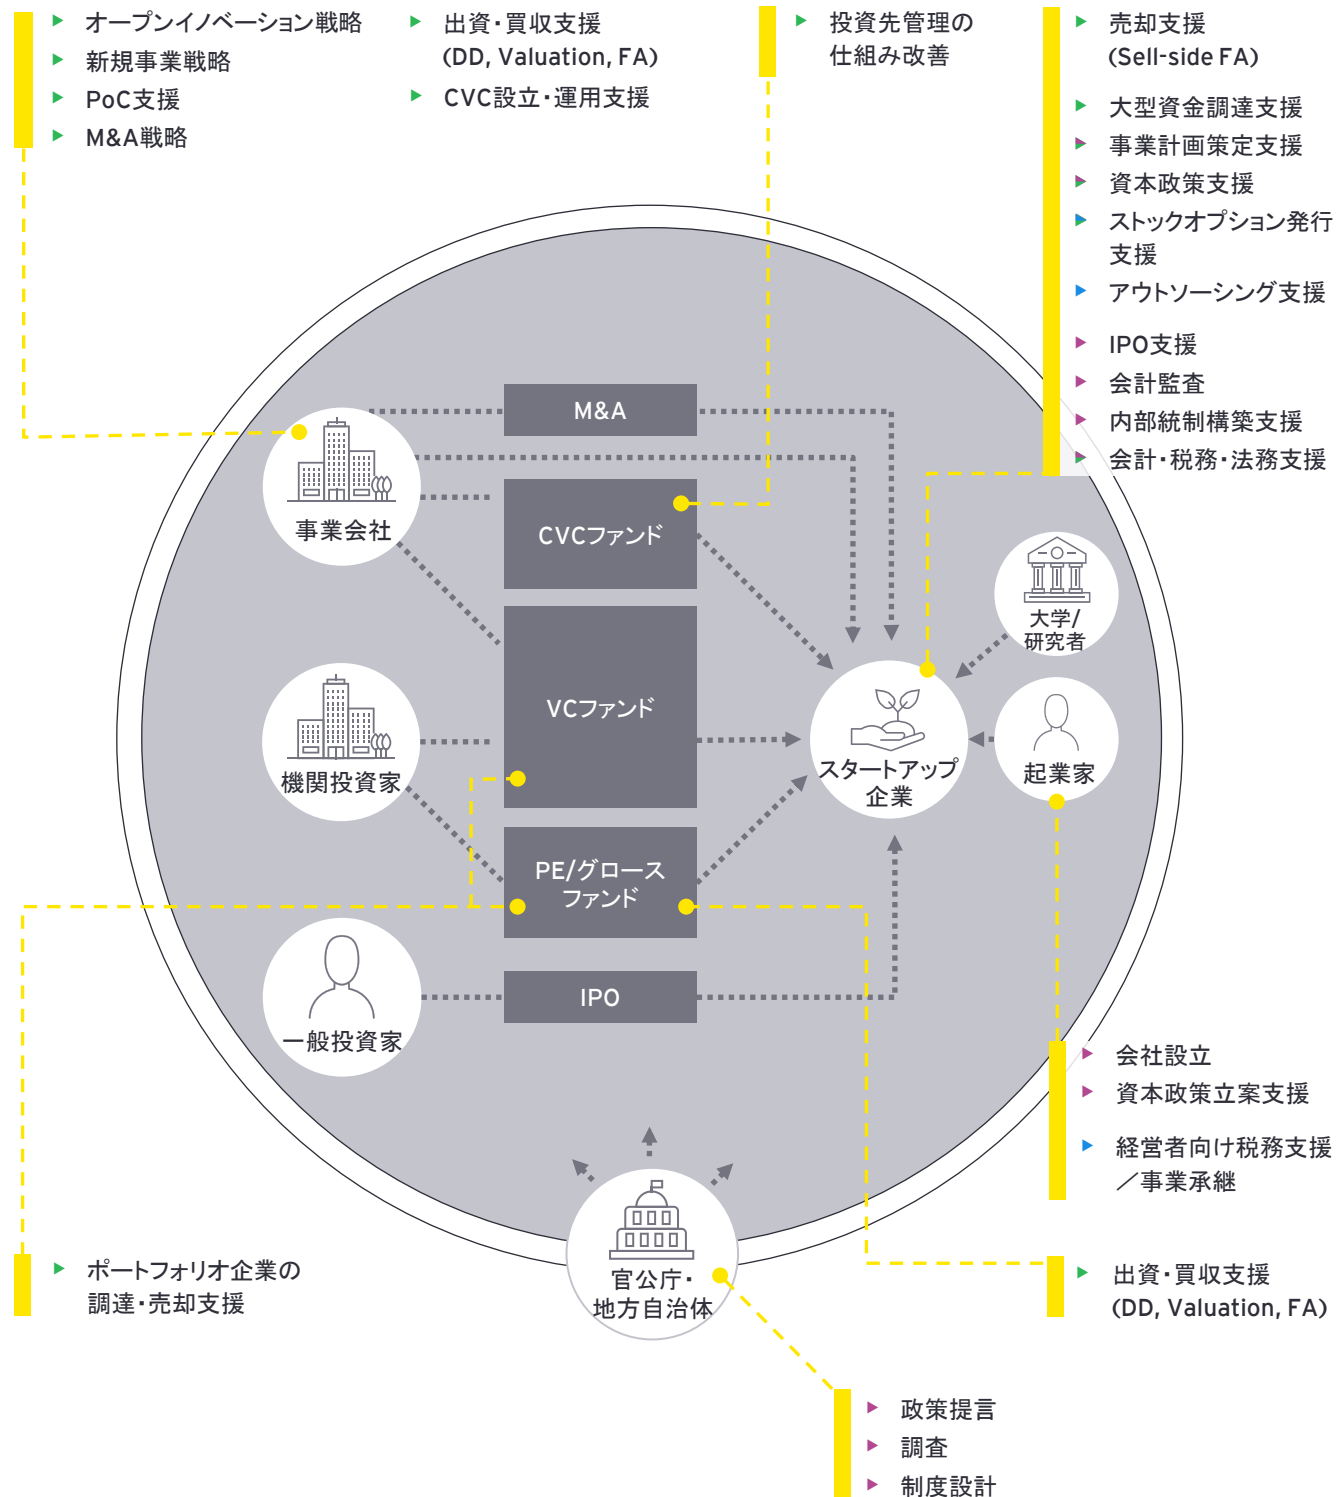 オープンイノベーション戦略
新規事業戦略
PoC支援
M&A戦略
出資・買収支援
(DD, Valuation, FA)
CVC設立・運用支援
投資先管理の
仕組み改善
売却支援
(Sell-side FA)
大型資金調達支援
事業計画策定支援
資本政策支援
ストックオプション発行
支援
アウトソーシング支援
IPO支援
会計監査
内部統制構築支援
会計・税務・法務支援
M&A
事業会社
CVCファンド
大学/
研究者
VCファンド
機関投資家
スタートアップ
企業
起業家
PE/グロース
ファンド
一般投資家
IPO
会社設立
資本政策立案支援
経営者向け税務支援
／事業承継
ポートフォリオ企業の
調達・売却支援
官公庁・
地方自治体
出資・買収支援
(DD, Valuation, FA)
政策提言
調査
制度設計